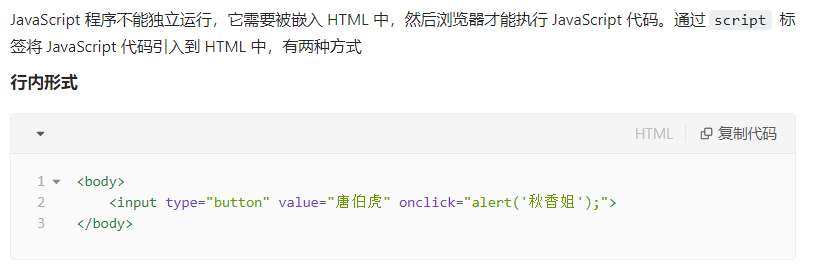 JavaScript 程序不能独立运行，它需要被嵌入 HTML 中，然后浏览器才能执行 JavaScript 代码。通过 script 标
签将 JavaScript 代码引入到 HTML 中，有两种方式
行内形式
HTML 复制代码
1 <body>
2 <input type="button" value="唐伯虎" onclick="alert('秋香姐');">
3 </body>